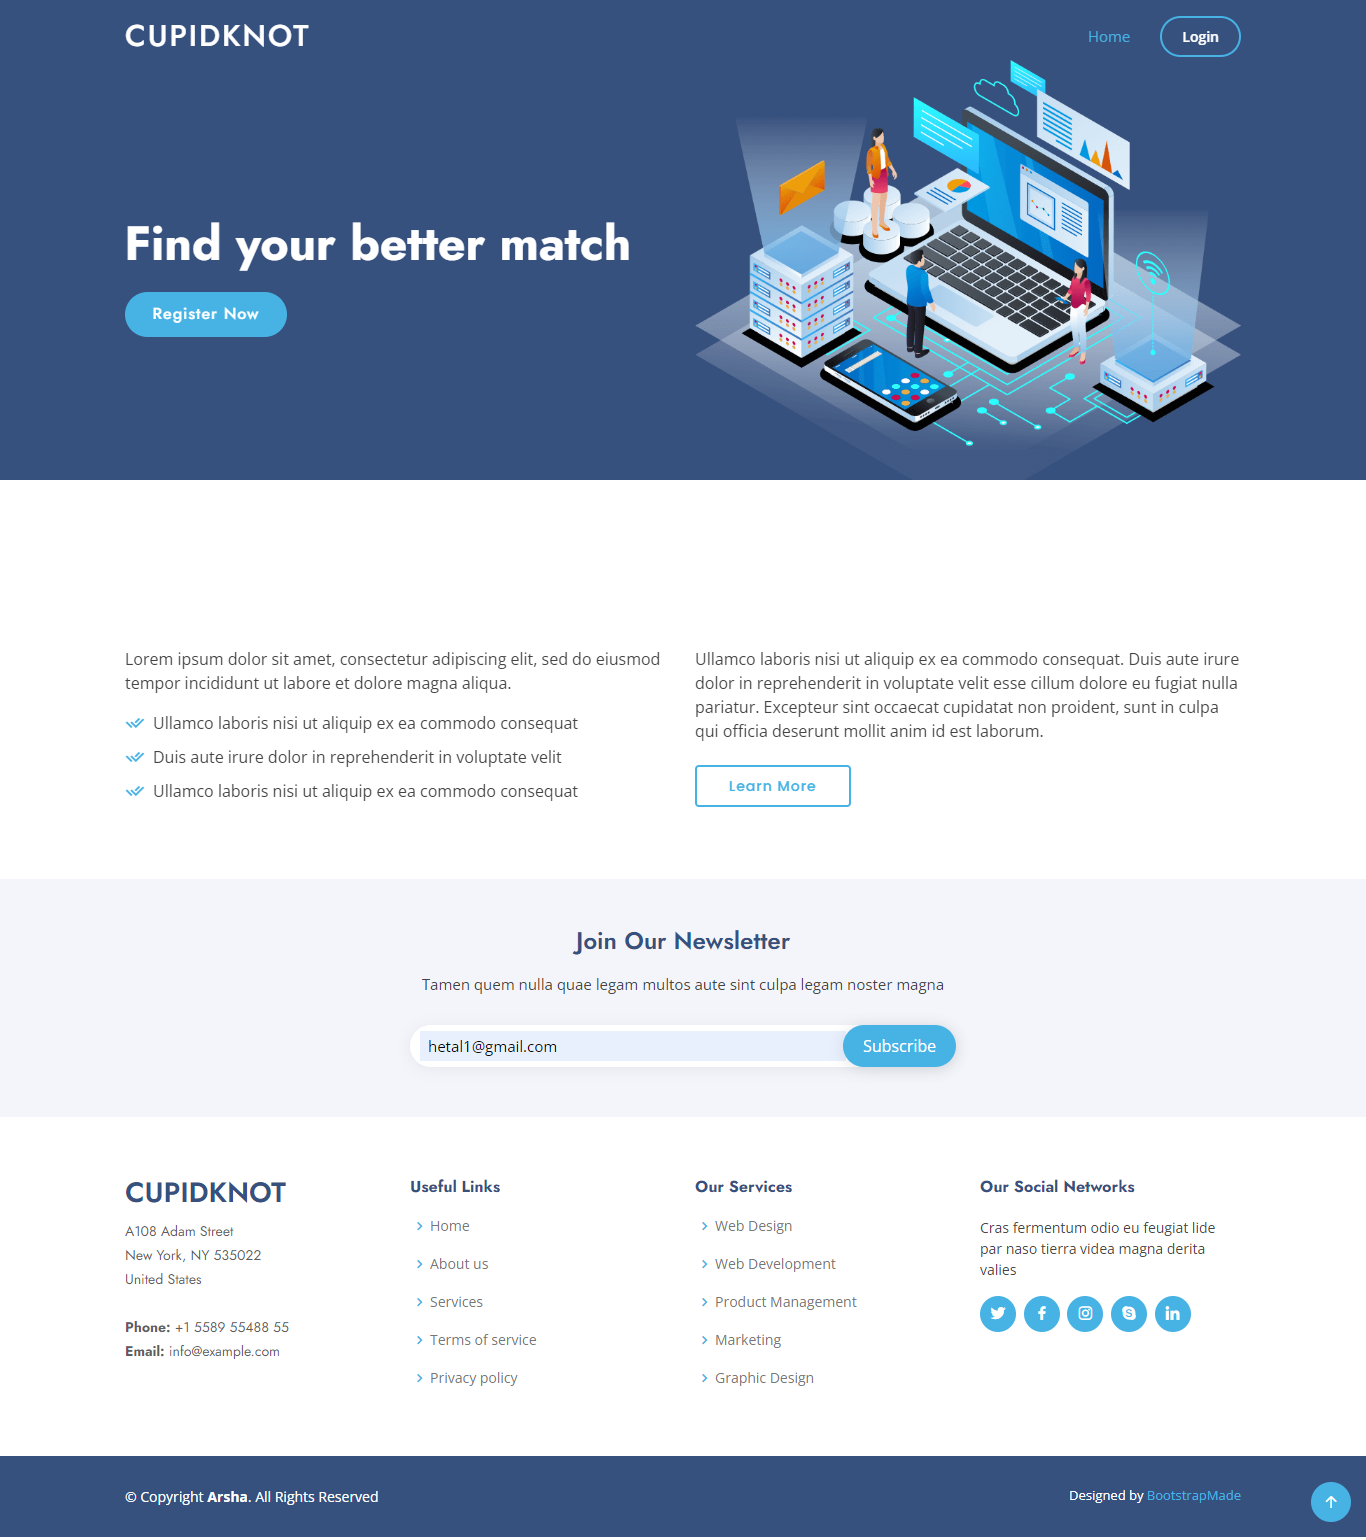 CUPIDKNOT
Home
Login
Find your better match
Register Now
Lorem ipsum dolor sit amet, consectetur adipiscing elit, sed do eiusmod
tempor incididunt ut labore et dolore magna aliqua.
Ullamco laboris nisi ut aliquip ex ea commodo consequat
Duis aute irure dolor in reprehenderit in voluptate velit
Ullamco laboris nisi ut aliquip ex ea commodo consequat
Ullamco laboris nisi ut aliquip ex ea commodo consequat. Duis aute irure
dolor in reprehenderit in voluptate velit esse cillum dolore eu fugiat nulla
pariatur. Excepteur sint occaecat cupidatat non proident, sunt in culpa
qui officia deserunt mollit anim id est laborum.
Learn More
Join Our Newsletter
Tamen quem nulla quae legam multos aute sint culpa legam noster magna
hetal1@gmail.com
Subscribe
CUPIDKNOT
A108 Adam Street
New York, NY 535022
United States
Phone: +1 5589 55488 55
Email: info@example.com
Useful Links
Home
About us
Services
Terms of service
Privacy policy
Our Services
Web Design
Web Development
Product Management
Marketing
Graphic Design
Our Social Networks
Cras fermentum odio eu feugiat lide
par naso tierra videa magna derita
valies
© Copyright Arsha. All Rights Reserved
Designed by BootstrapMade